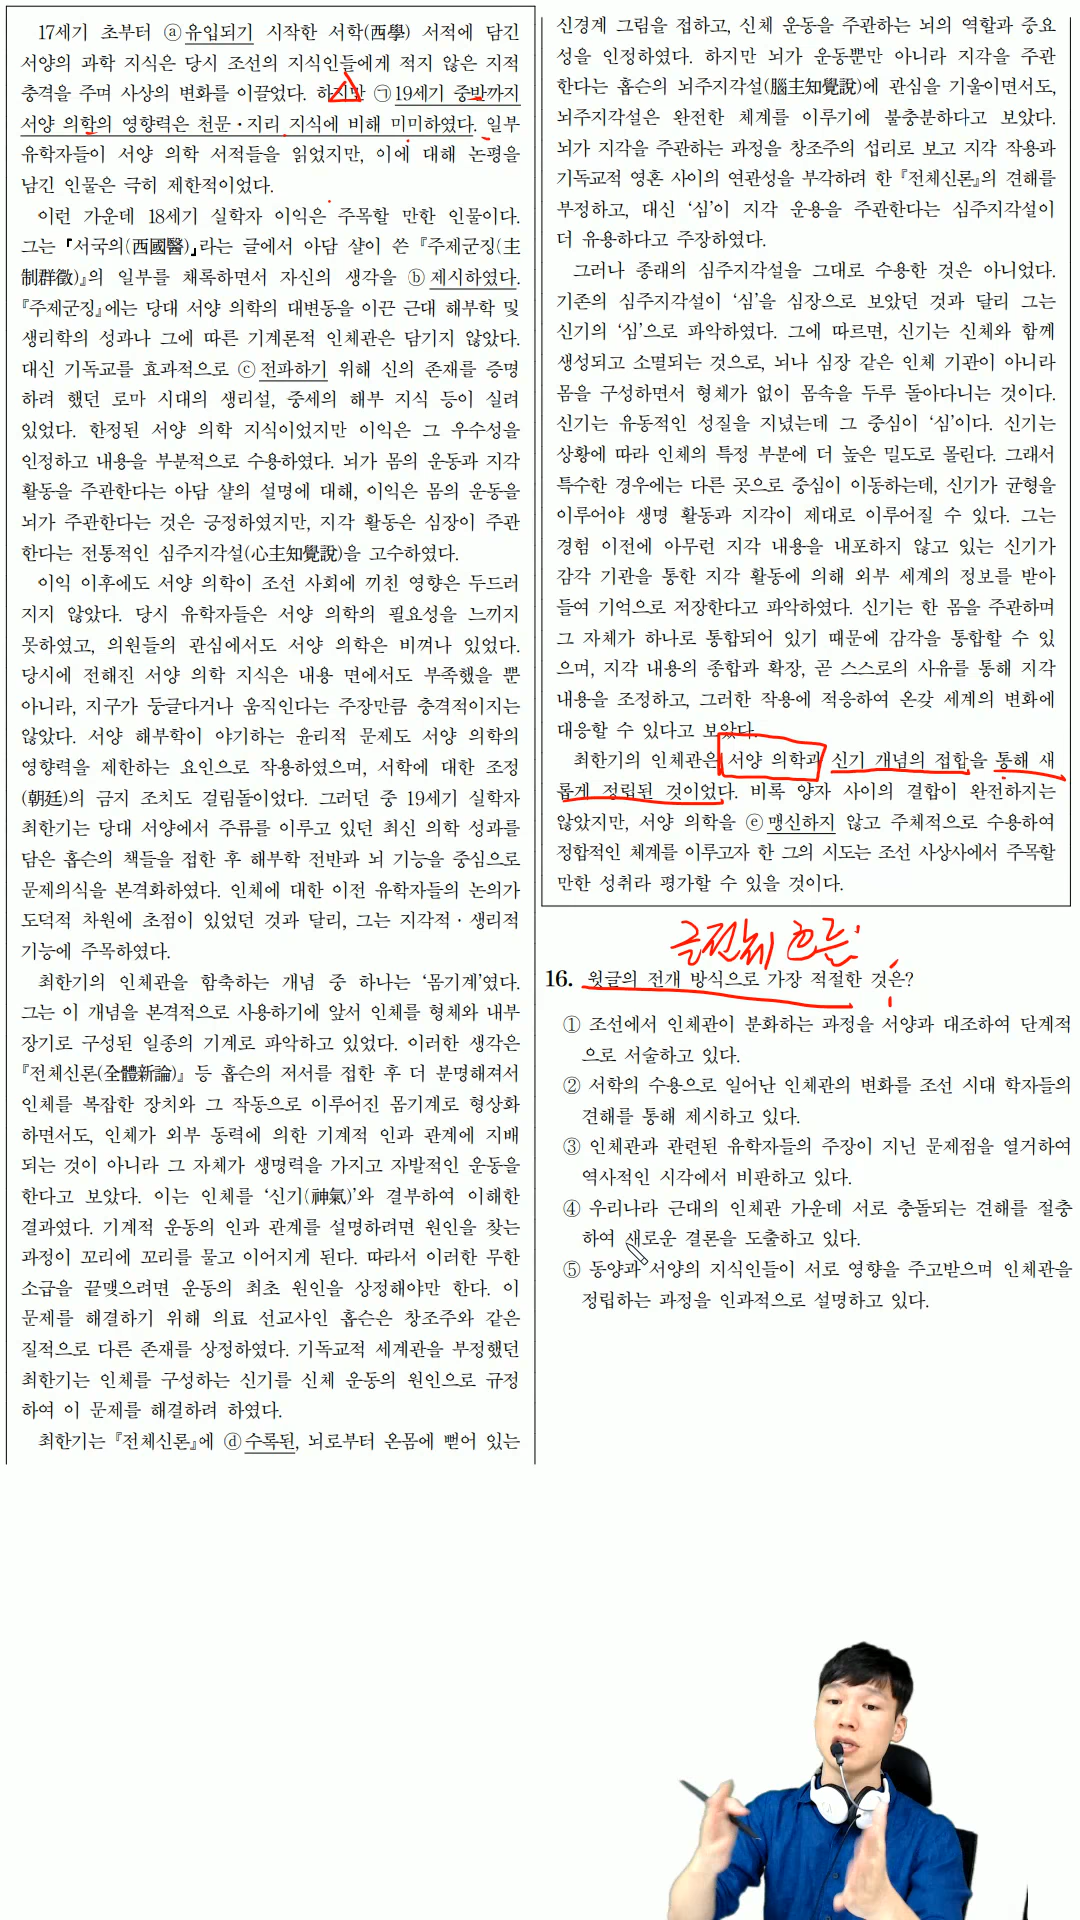 17세기 초부터 ⓐ유입되기 시작한 서학(西學) 서적에 담긴
서양의 과학 지식은 당시 조선의 지식인들에게 적지 않은 지적
충격을 주며 사상의 변화를 이끌었다. 하지만 ㉠19세기 중반까지
서양 의학의 영향력은 천문·지리 지식에 비해 미미하였다. 일부
유학자들이 서양 의학 서적들을 읽었지만, 이에 대해 논평을
남긴 인물은 극히 제한적이었다.
이런 가운데 18세기 실학자 이익은 주목할 만한 인물이다.
그는 「서국의(西國醫)」라는 글에서 아담 샬이 쓴 『주제군징(主
制群徵)』의 일부를 채록하면서 자신의 생각을 ⓑ제시하였다.
『주제군징』에는 당대 서양 의학의 대변동을 이끈 근대 해부학 및
생리학의 성과나 그에 따른 기계론적 인체관은 담기지 않았다.
대신 기독교를 효과적으로 ⓒ전파하기 위해 신의 존재를 증명
하려 했던 로마 시대의 생리설, 중세의 해부 지식 등이 실려
있었다. 한정된 서양 의학 지식이었지만 이익은 그 우수성을
인정하고 내용을 부분적으로 수용하였다. 뇌가 몸의 운동과 지각
활동을 주관한다는 아담 샬의 설명에 대해, 이익은 몸의 운동을
뇌가 주관한다는 것은 긍정하였지만, 지각 활동은 심장이 주관
한다는 전통적인 심주지각설(心主知覺說)을 고수하였다.
이익 이후에도 서양 의학이 조선 사회에 끼친 영향은 두드러
지지 않았다. 당시 유학자들은 서양 의학의 필요성을 느끼지
못하였고, 의원들의 관심에서도 서양 의학은 비껴나 있었다.
당시에 전해진 서양 의학 지식은 내용 면에서도 부족했을 뿐
아니라, 지구가 둥글다거나 움직인다는 주장만큼 충격적이지는
않았다. 서양 해부학이 야기하는 윤리적 문제도 서양 의학의
영향력을 제한하는 요인으로 작용하였으며, 서학에 대한 조정
(朝廷)의 금지 조치도 걸림돌이었다. 그러던 중 19세기 실학자
최한기는 당대 서양에서 주류를 이루고 있던 최신 의학 성과를
담은 홉슨의 책들을 접한 후 해부학 전반과 뇌 기능을 중심으로
문제의식을 본격화하였다. 인체에 대한 이전 유학자들의 논의가
도덕적 차원에 초점이 있었던 것과 달리, 그는 지각적·생리적
기능에 주목하였다.
최한기의 인체관을 함축하는 개념 중 하나는 ‘몸기계’였다.
그는 이 개념을 본격적으로 사용하기에 앞서 인체를 형체와 내부
장기로 구성된 일종의 기계로 파악하고 있었다. 이러한 생각은
『전체신론(全體新論)』 등 홉슨의 저서를 접한 후 더 분명해져서
인체를 복잡한 장치와 그 작동으로 이루어진 몸기계로 형상화
하면서도, 인체가 외부 동력에 의한 기계적 인과 관계에 지배
되는 것이 아니라 그 자체가 생명력을 가지고 자발적인 운동을
한다고 보았다. 이는 인체를 ‘신기(神氣)’와 결부하여 이해한
결과였다. 기계적 운동의 인과 관계를 설명하려면 원인을 찾는
과정이 꼬리에 꼬리를 물고 이어지게 된다. 따라서 이러한 무한
소급을 끝맺으려면 운동의 최초 원인을 상정해야만 한다. 이
문제를 해결하기 위해 의료 선교사인 홉슨은 창조주와 같은
질적으로 다른 존재를 상정하였다. 기독교적 세계관을 부정했던
최한기는 인체를 구성하는 신기를 신체 운동의 원인으로 규정
하여 이 문제를 해결하려 하였다.
최한기는 『전체신론』에 ⓓ수록된, 뇌로부터 온몸에 뻗어 있는
신경계 그림을 접하고, 신체 운동을 주관하는 뇌의 역할과 중요
성을 인정하였다. 하지만 뇌가 운동뿐만 아니라 지각을 주관
한다는 홉슨의 뇌주지각설(腦主知覺說)에 관심을 기울이면서도,
뇌주지각설은 완전한 체계를 이루기에 불충분하다고 보았다.
뇌가 지각을 주관하는 과정을 창조주의 섭리로 보고 지각 작용과
기독교적 영혼 사이의 연관성을 부각하려 한 『전체신론』의 견해를
부정하고, 대신 ‘심’이 지각 운용을 주관한다는 심주지각설이
더 유용하다고 주장하였다.
그러나 종래의 심주지각설을 그대로 수용한 것은 아니었다.
기존의 심주지각설이 ‘심’을 심장으로 보았던 것과 달리 그는
신기의 ‘심’으로 파악하였다. 그에 따르면, 신기는 신체와 함께
생성되고 소멸되는 것으로, 뇌나 심장 같은 인체 기관이 아니라
몸을 구성하면서 형체가 없이 몸속을 두루 돌아다니는 것이다.
신기는 유동적인 성질을 지녔는데 그 중심이 ‘심’이다. 신기는
상황에 따라 인체의 특정 부분에 더 높은 밀도로 몰린다. 그래서
특수한 경우에는 다른 곳으로 중심이 이동하는데, 신기가 균형을
이루어야 생명 활동과 지각이 제대로 이루어질 수 있다. 그는
경험 이전에 아무런 지각 내용을 내포하지 않고 있는 신기가
감각 기관을 통한 지각 활동에 의해 외부 세계의 정보를 받아
들여 기억으로 저장한다고 파악하였다. 신기는 한 몸을 주관하며
그 자체가 하나로 통합되어 있기 때문에 감각을 통합할 수 있
으며, 지각 내용의 종합과 확장, 곧 스스로의 사유를 통해 지각
내용을 조정하고, 그러한 작용에 적응하여 온갖 세계의 변화에
대응할 수 있다고 보았다.
최한기의 인체관은 서양 의학과 신기 개념의 접합을 통해 새
롭게 정립된 것이었다. 비록 양자 사이의 결합이 완전하지는
않았지만, 서양 의학을 ⓔ맹신하지 않고 주체적으로 수용하여
정합적인 체계를 이루고자 한 그의 시도는 조선 사상사에서 주목할
만한 성취라 평가할 수 있을 것이다.
글전체 흐름
16. 윗글의 전개 방식으로 가장 적절한 것은?
① 조선에서 인체관이 분화하는 과정을 서양과 대조하여 단계적
으로 서술하고 있다.
② 서학의 수용으로 일어난 인체관의 변화를 조선 시대 학자들의
견해를 통해 제시하고 있다.
③ 인체관과 관련된 유학자들의 주장이 지닌 문제점을 열거하여
역사적인 시각에서 비판하고 있다.
④ 우리나라 근대의 인체관 가운데 서로 충돌되는 견해를 절충
하여 새로운 결론을 도출하고 있다.
⑤ 동양과 서양의 지식인들이 서로 영향을 주고받으며 인체관을
정립하는 과정을 인과적으로 설명하고 있다.